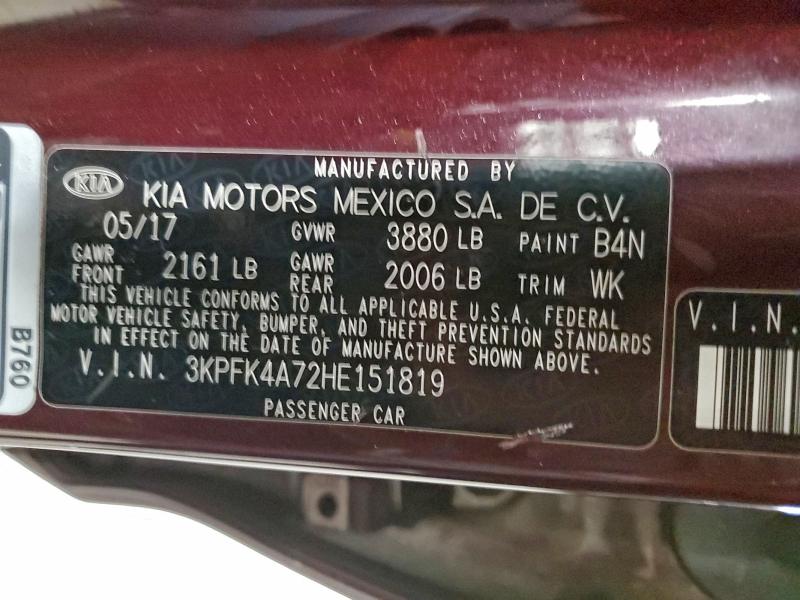 MANUFACTURED BY
KIA KIA MOTORS MEXICO S.A. DE C.V.
05/17 GVWR 3880 LB PAINT B4N
GAWR FRONT 2161 LB GAWR REAR 2006 LB TRIM WK
THIS VEHICLE CONFORMS TO ALL APPLICABLE U.S.A. FEDERAL
MOTOR VEHICLE SAFETY, BUMPER, AND THEFT PREVENTION STANDARDS
IN EFFECT ON THE DATE OF MANUFACTURE SHOWN ABOVE.
V.I.N. 3KPFK4A72HE151819
PASSENGER CAR
V.I.N.
B760